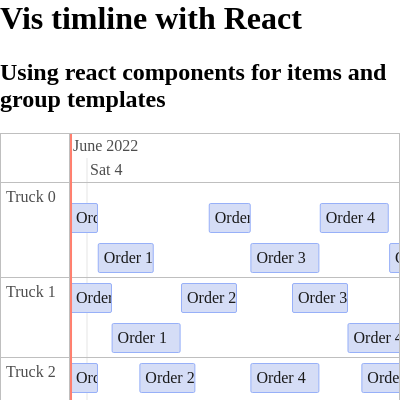 Vis timline with React
Using react components for items and
group templates
June 2022
Sat 4
Truck 0
Ord
Order
Order 4
Order 1
Order 3
Truck 1
Order
Order 2
Order 3
Order 1
Order 4
Truck 2
Ord
Order 2
Order 4
Orde